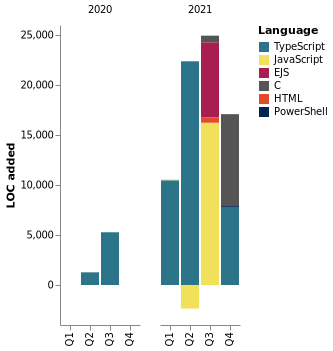 2020 2021
Language
TypeScript
JavaScript
EJS
C
HTML
PowerShell
LOC added
25,000
20,000
15,000
10,000
5,000
0
Q1 Q2 Q3 Q4 Q1 Q2 Q3 Q4